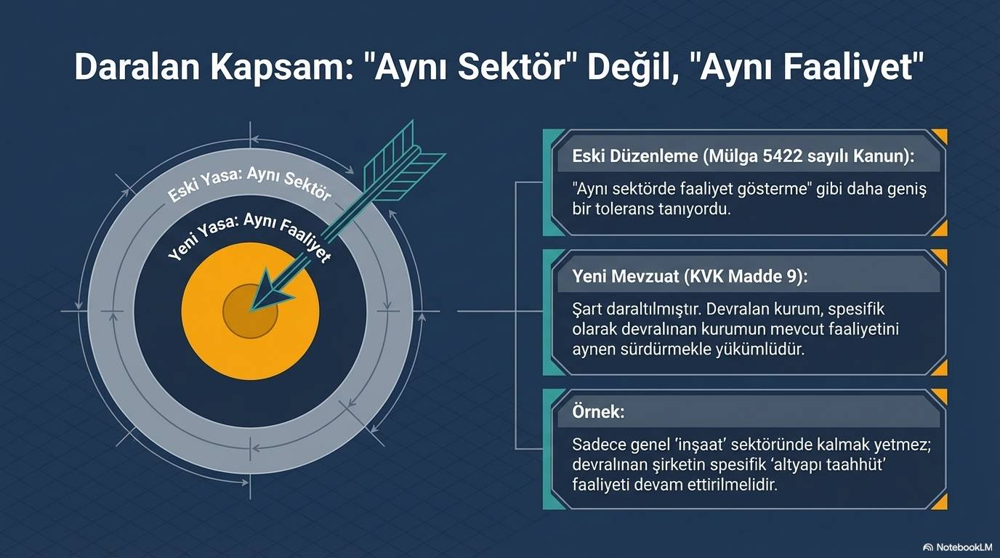 Daralan Kapsam: "Aynı Sektör" Değil, "Aynı Faaliyet"
Eski Yasa: Aynı Sektör
Yeni Yasa: Aynı Faaliyet
Eski Düzenleme (Mülga 5422 sayılı Kanun):
"Aynı sektörde faaliyet gösterme" gibi daha geniş
bir tolerans tanıyordu.
Yeni Mevzuat (KVK Madde 9):
Şart daraltılmıştır. Devralan kurum, spesifik
olarak devralınan kurumun mevcut faaliyetini
aynen sürdürmekle yükümlüdür.
Örnek:
Sadece genel ‘inşaat’ sektöründe kalmak yetmez;
devralınan şirketin spesifik ‘altyapı taahhüt’
faaliyeti devam ettirilmelidir.
NotebookLM